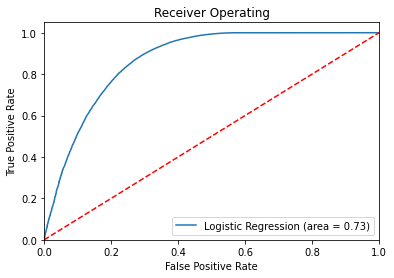 Receiver Operating
True Positive Rate
1.0
0.8
0.6
0.4
0.2
0.0
Logistic Regression (area = 0.73)
0.0 0.2 0.4 0.6 0.8 1.0
False Positive Rate